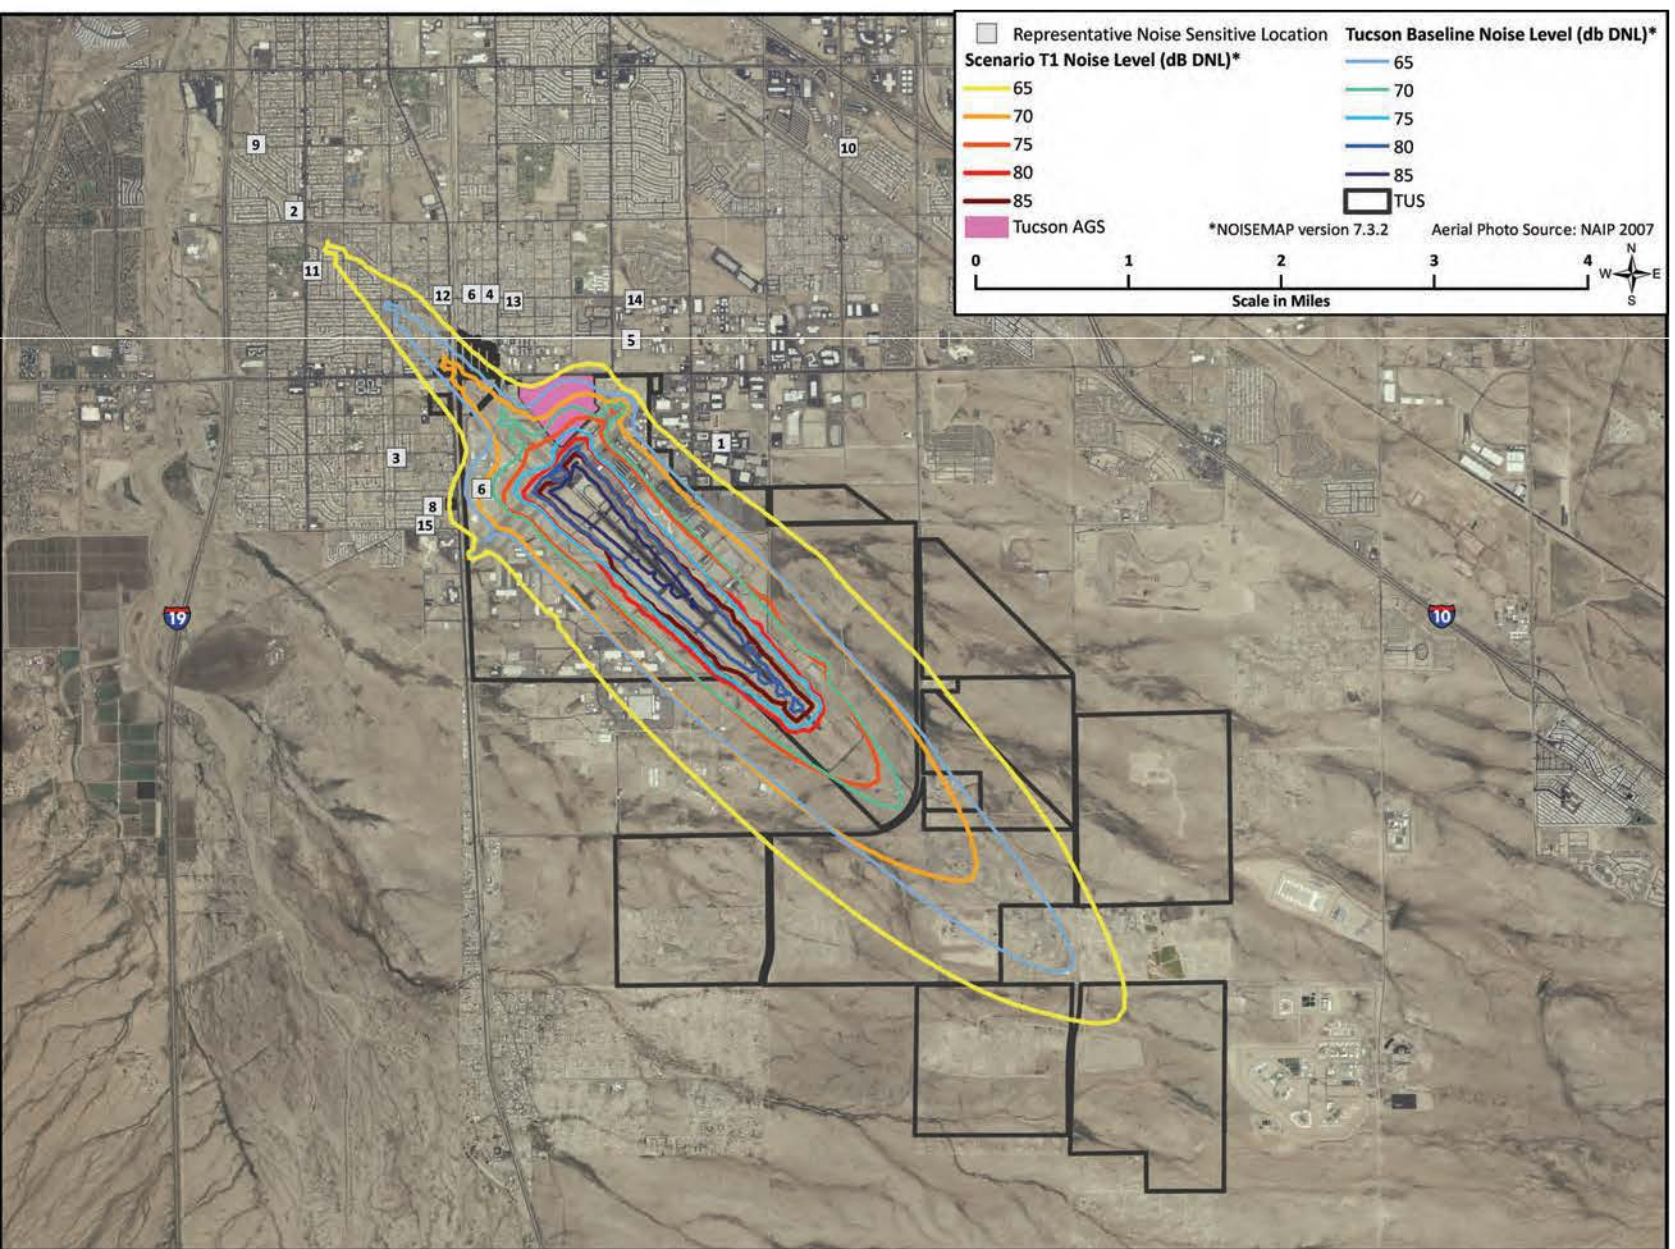 Representative Noise Sensitive Location
Scenario T1 Noise Level (dB DNL)*
65
70
75
80
85
Tucson AGS
Tucson Baseline Noise Level (db DNL)*
65
70
75
80
85
TUS
*NOISEMAP version 7.3.2
Aerial Photo Source: NAIP 2007
0 1 2 3 4
Scale in Miles
N
W E
S
9
10
2
11
12 6 4 13
14
5
1
3
6
8
15
19
10